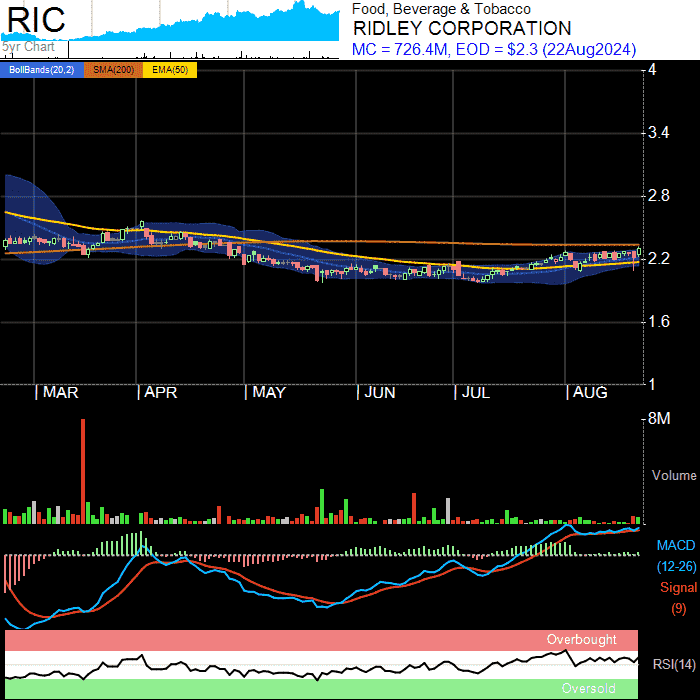 RIC
5yr Chart
Food, Beverage & Tobacco
RIDLEY CORPORATION
MC = 726.4M, EOD = $2.3 (22Aug2024)
BollBands(20,2) SMA(200) EMA(50)
4
3.4
2.8
2.2
1.6
1
| MAR | APR | MAY | JUN | JUL | AUG
8M
Volume
MACD
(12-26)
Signal
(9)
Overbought
RSI(14)
Oversold